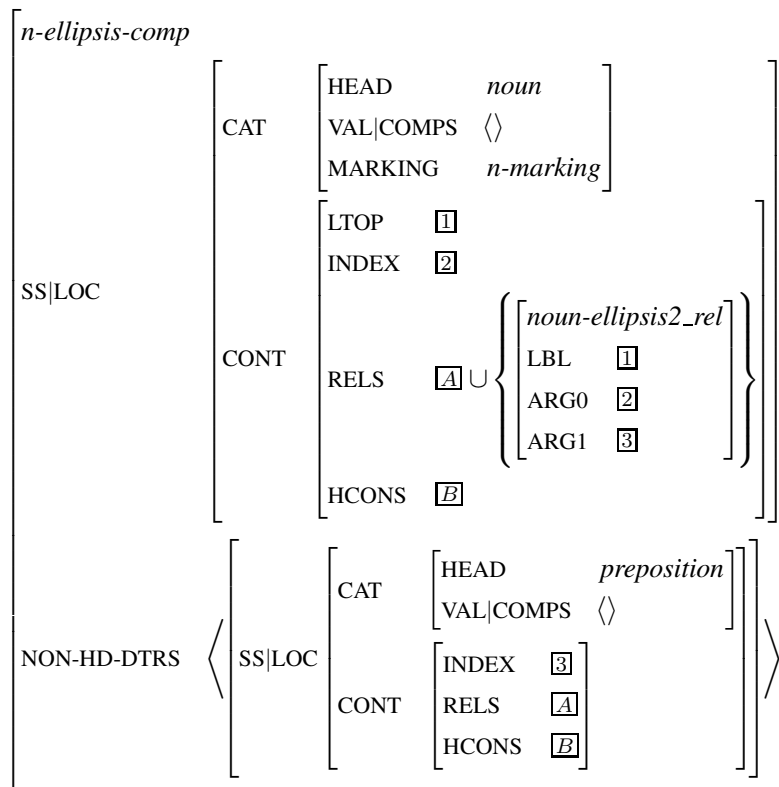 n-ellipsis-comp
SS|LOC
CAT
HEAD noun
VAL|COMPS ⟨⟩
MARKING n-marking
CONT
LTOP 1
INDEX 2
RELS A ∪ {
noun-ellipsis2_rel
LBL 1
ARG0 2
ARG1 3
}
HCONS B
NON-HD-DTRS ⟨
SS|LOC
CAT
HEAD preposition
VAL|COMPS ⟨⟩
CONT
INDEX 3
RELS A
HCONS B
⟩